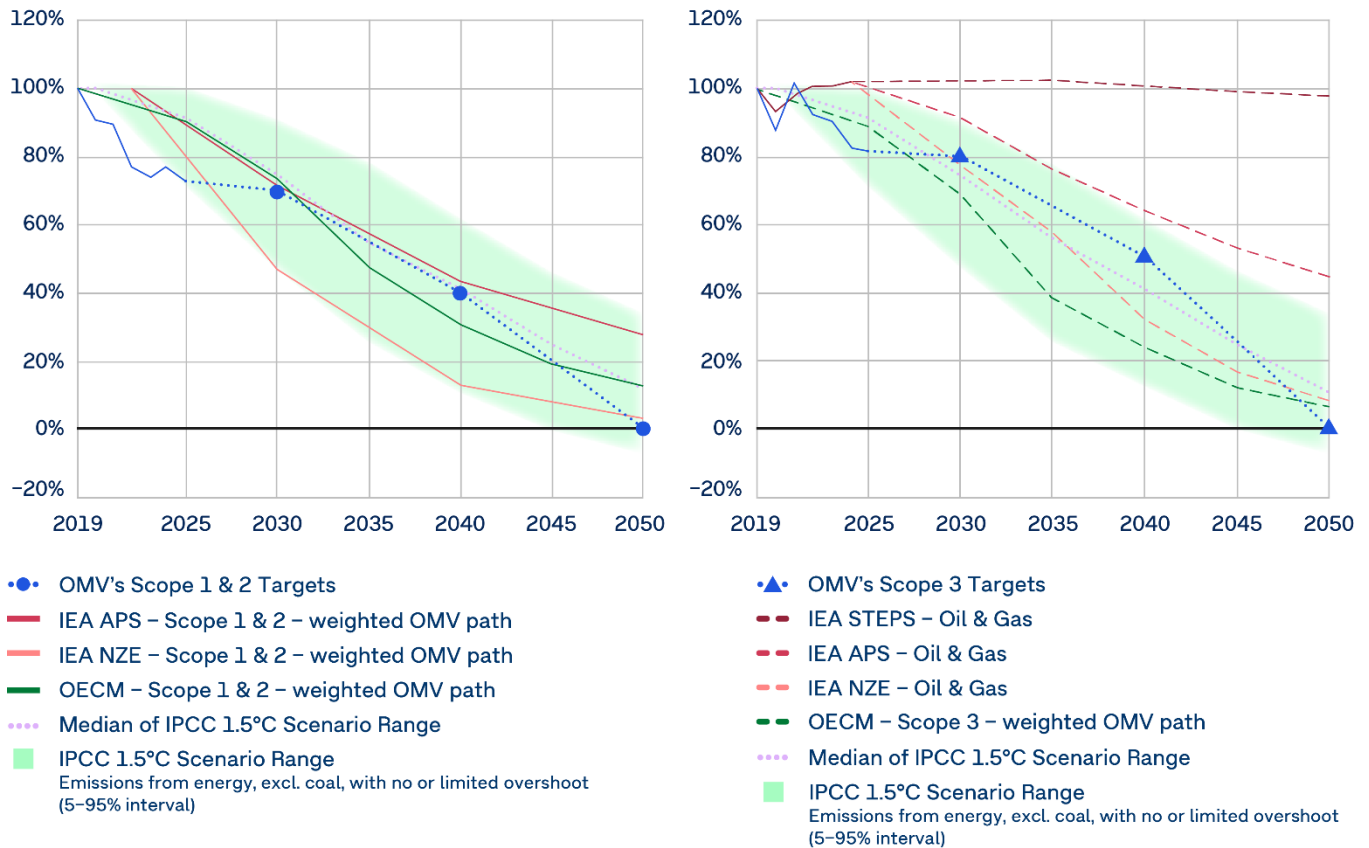 120%
100%
80%
60%
40%
20%
0%
−20%
2019 2025 2030 2035 2040 2045 2050
OMV's Scope 1 & 2 Targets
IEA APS – Scope 1 & 2 – weighted OMV path
IEA NZE – Scope 1 & 2 – weighted OMV path
OECM – Scope 1 & 2 – weighted OMV path
Median of IPCC 1.5°C Scenario Range
IPCC 1.5°C Scenario Range
Emissions from energy, excl. coal, with no or limited overshoot
(5–95% interval)
120%
100%
80%
60%
40%
20%
0%
−20%
2019 2025 2030 2035 2040 2045 2050
OMV's Scope 3 Targets
IEA STEPS – Oil & Gas
IEA APS – Oil & Gas
IEA NZE – Oil & Gas
OECM – Scope 3 – weighted OMV path
Median of IPCC 1.5°C Scenario Range
IPCC 1.5°C Scenario Range
Emissions from energy, excl. coal, with no or limited overshoot
(5–95% interval)